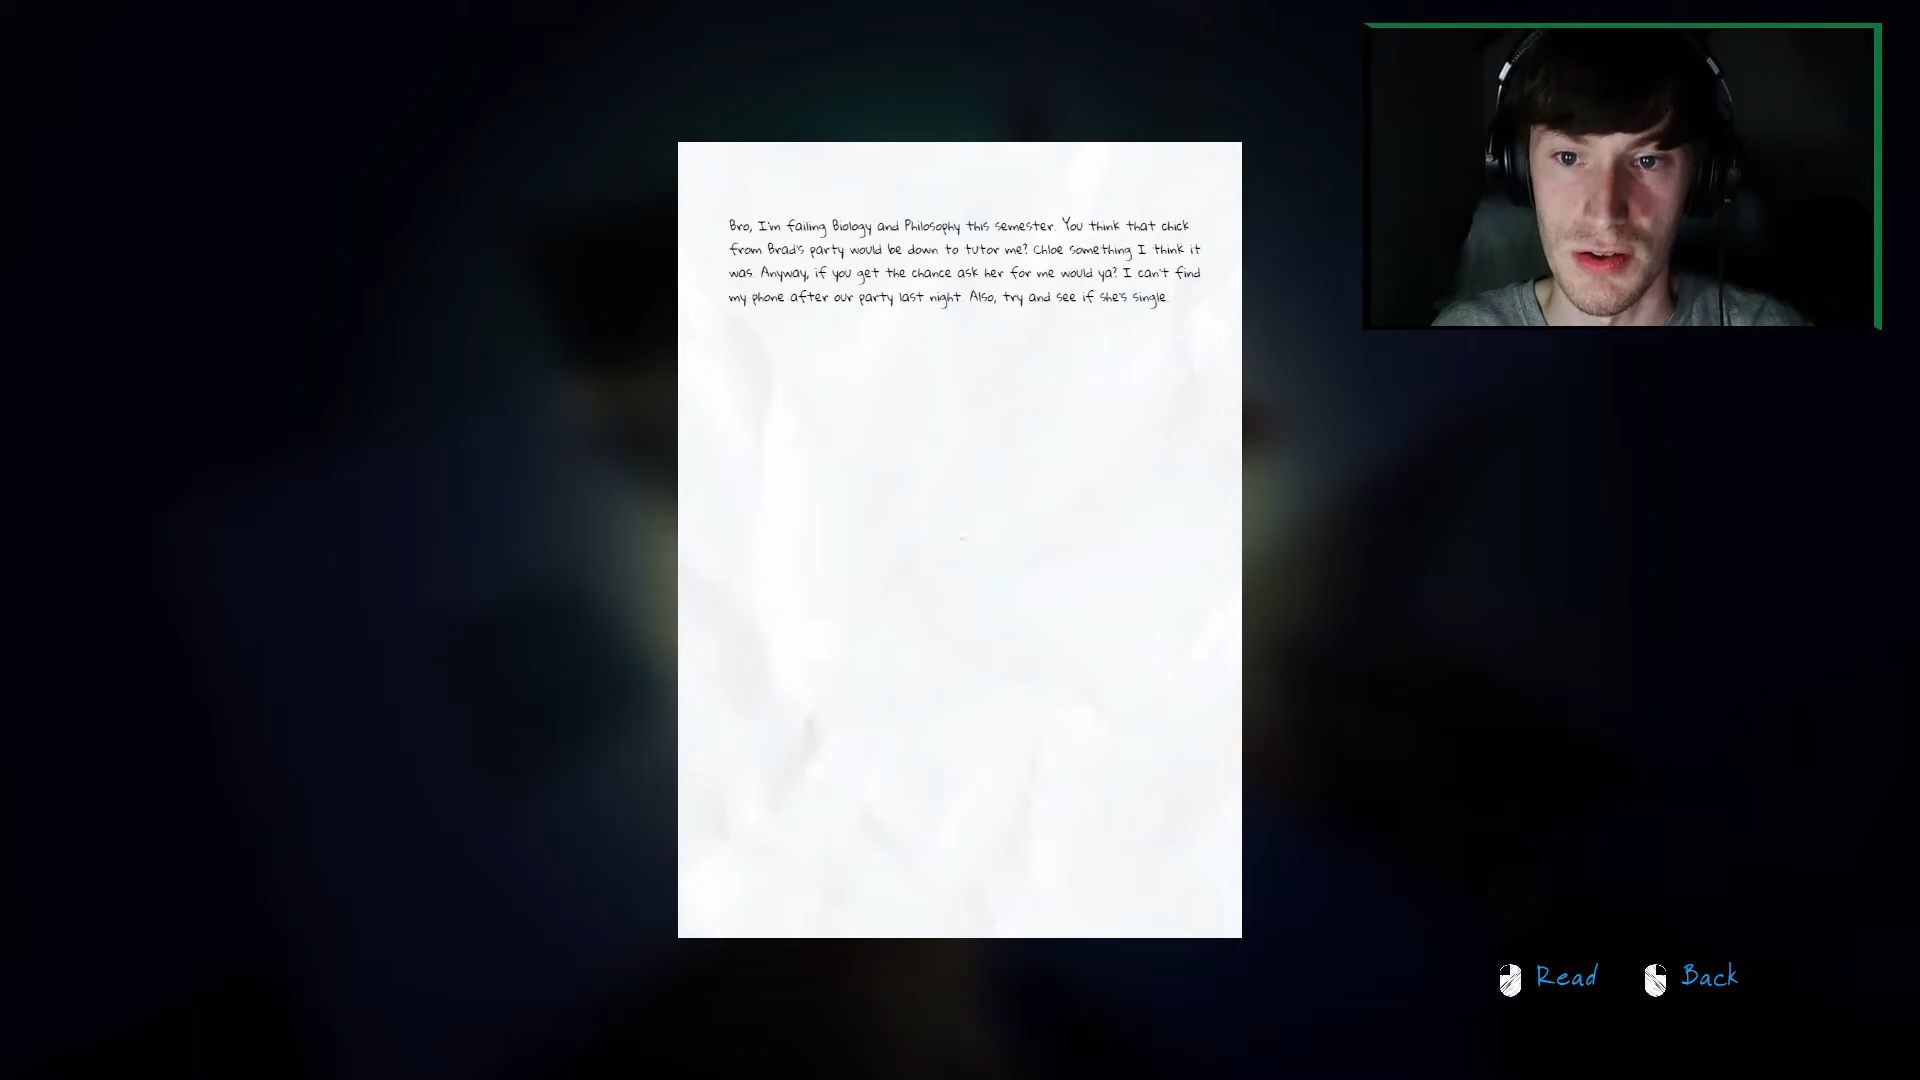 Bro, I'm failing Biology and Philosophy this semester. You think that chick
from Brad's party would be down to tutor me? Chloe something I think it
was. Anyway, if you get the chance ask her for me would ya? I can't find
my phone after our party last night. Also, try and see if she's single.
Read Back